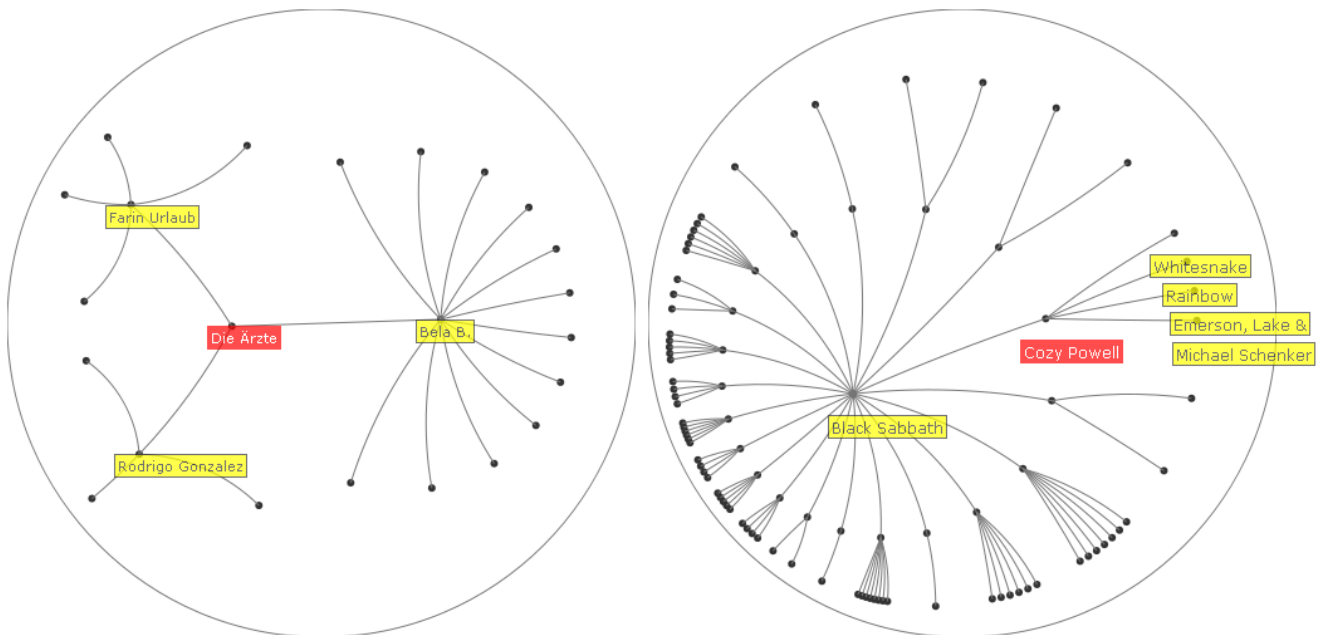 Farin Urlaub
Die Ärzte
Bela B.
Rodrigo Gonzalez
Whitesnake
Rainbow
Emerson, Lake &
Michael Schenker
Cozy Powell
Black Sabbath